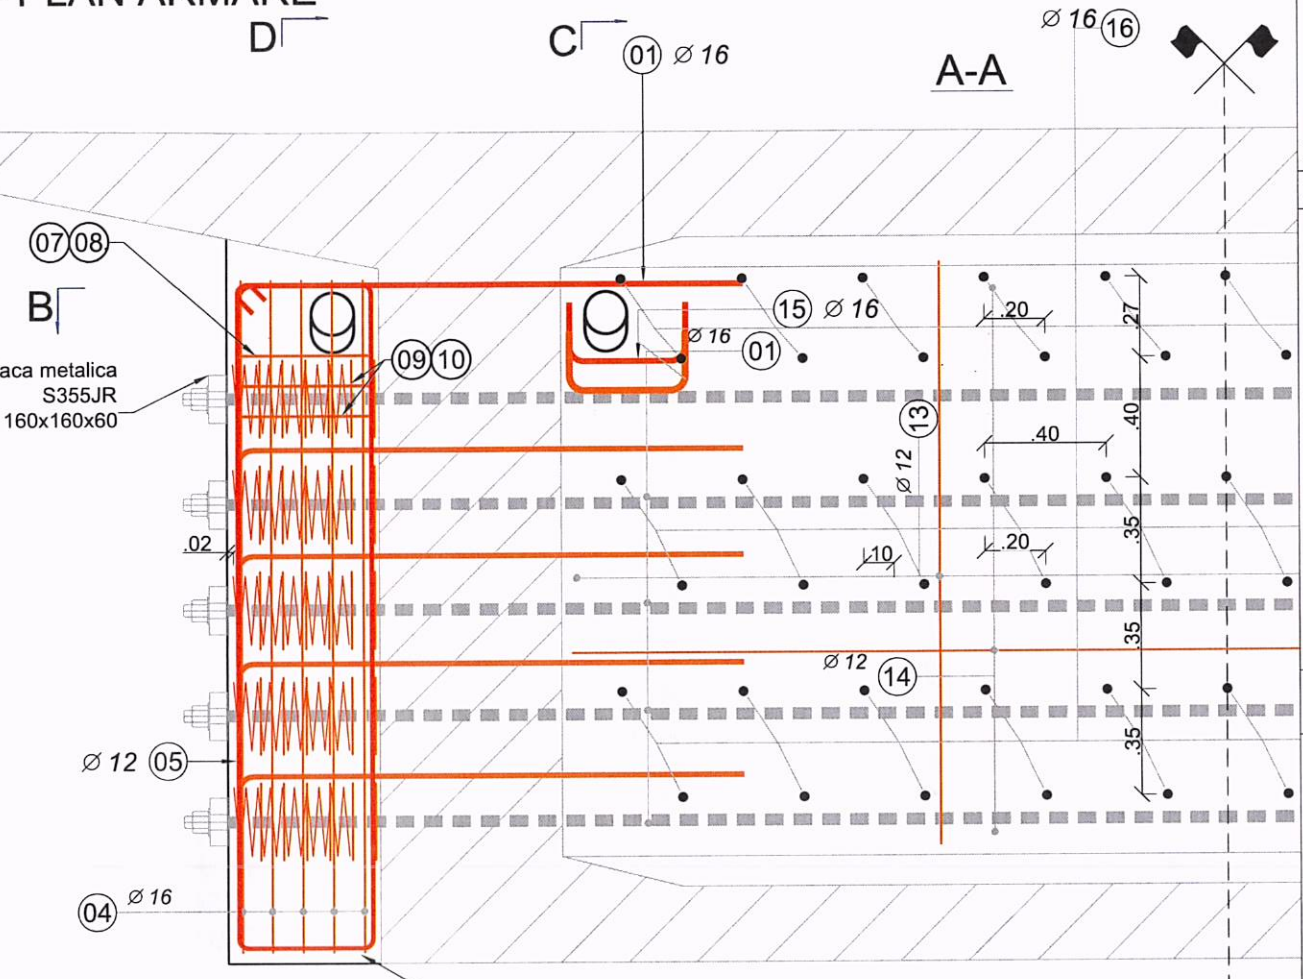 PLAN ARMARE
D
C
01 Ø 16
Ø 16 16
A-A
07 08
B
aca metalica
S355JR
160x160x60
09 10
15 Ø 16
Ø 16
01
.20
.27
13
.40
.40
Ø 12
.02
.10
.20
.35
.35
Ø 12
14
.35
Ø 12 05
Ø 16
04